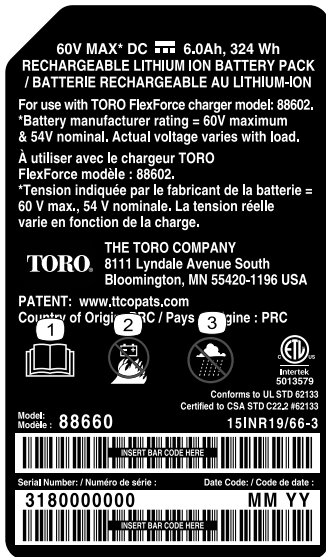 60V MAX* DC 6.0Ah, 324 Wh
RECHARGEABLE LITHIUM ION BATTERY PACK
/ BATTERIE RECHARGEABLE AU LITHIUM-ION
For use with TORO FlexForce charger model: 88602.
*Battery manufacturer rating = 60V maximum
& 54V nominal. Actual voltage varies with load.
À utiliser avec le chargeur TORO
FlexForce modèle : 88602.
*Tension indiquée par le fabricant de la batterie =
60 V max., 54 V nominale. La tension réelle
varie en fonction de la charge.
TORO®
THE TORO COMPANY
8111 Lyndale Avenue South
Bloomington, MN 55420-1196 USA
PATENT: www.ttcopats.com
Country of Origin PRC / Pays gine : PRC
1 2 3
c ETL us
Intertek
5013579
Conforms to UL STD 62133
Certified to CSA STD C22.2 #62133
Model:
Modèle : 88660 15INR19/66-3
INSERT BAR CODE HERE
Serial Number: / Numéro de série : Date Code: / Code de date :
3180000000 MM YY
INSERT BAR CODE HERE